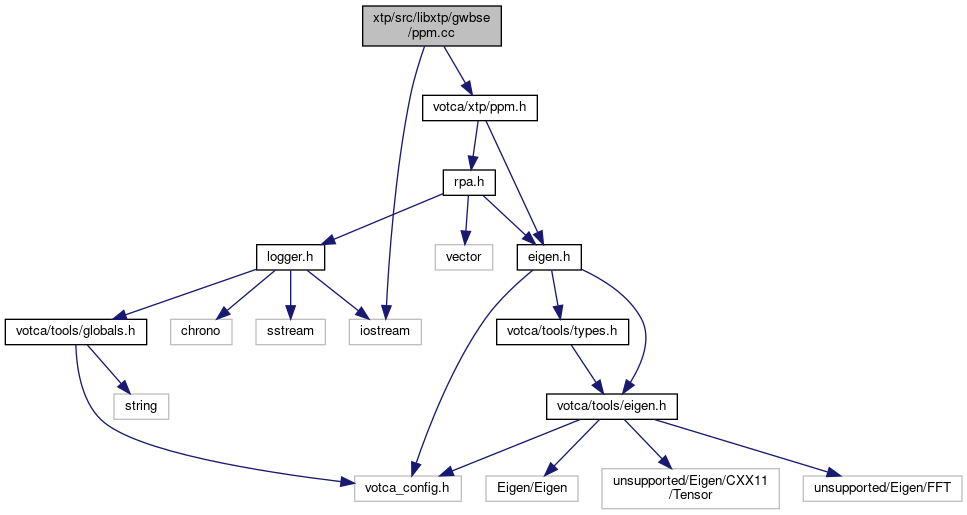 xtp/src/libxtp/gwbse
/ppm.cc
votca/xtp/ppm.h
rpa.h
logger.h
vector
eigen.h
votca/tools/globals.h
chrono
sstream
iostream
votca/tools/types.h
string
votca/tools/eigen.h
votca_config.h
Eigen/Eigen
unsupported/Eigen/CXX11
/Tensor
unsupported/Eigen/FFT